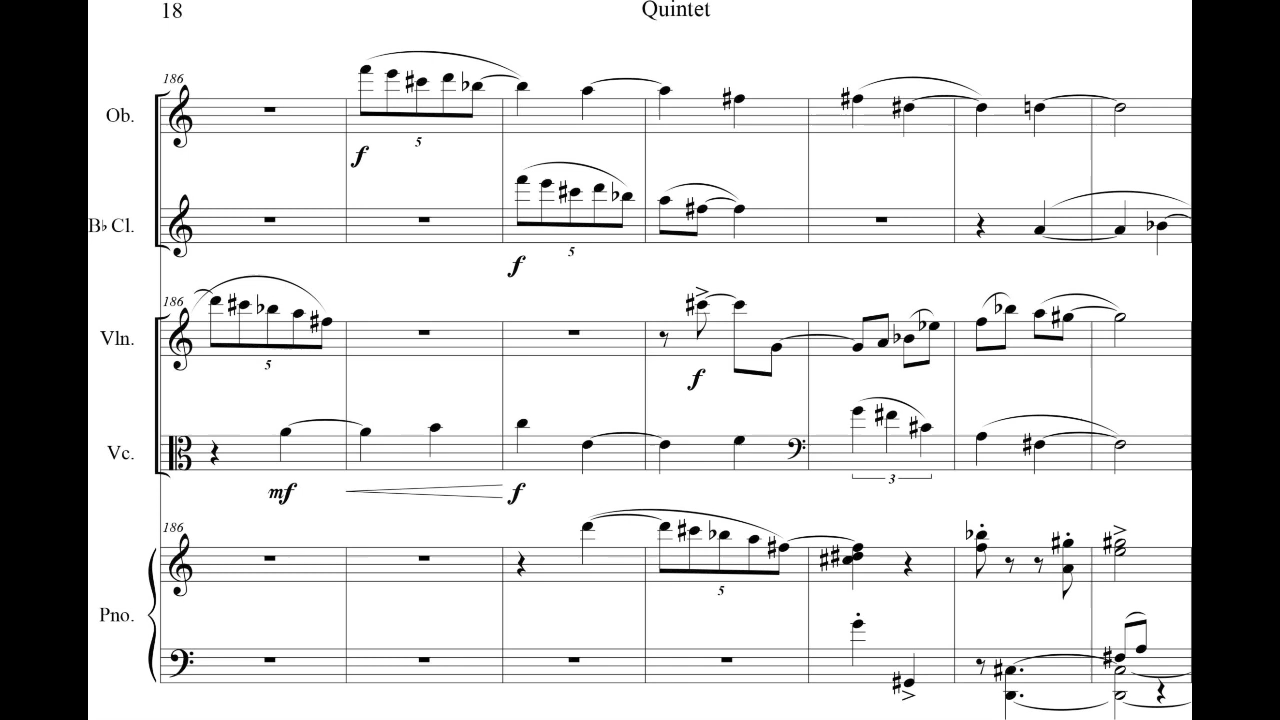 18 Quintet
186
Ob.
5
f
B♭ Cl.
5
f
186
Vln.
5
f
Vc.
mf f
3
186
5
Pno.